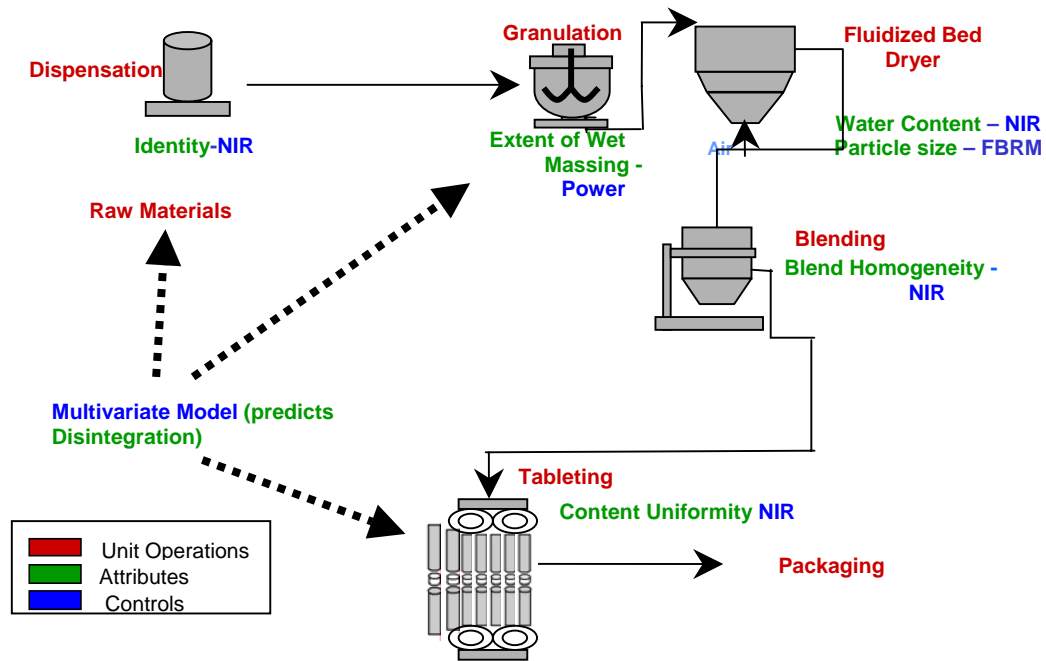 Dispensation
Identity-NIR
Granulation
Extent of Wet
Massing -
Power
Fluidized Bed
Dryer
Air
Water Content – NIR
Particle size – FBRM
Raw Materials
Blending
Blend Homogeneity -
NIR
Multivariate Model (predicts
Disintegration)
Tableting
Content Uniformity NIR
Packaging
Unit Operations
Attributes
Controls